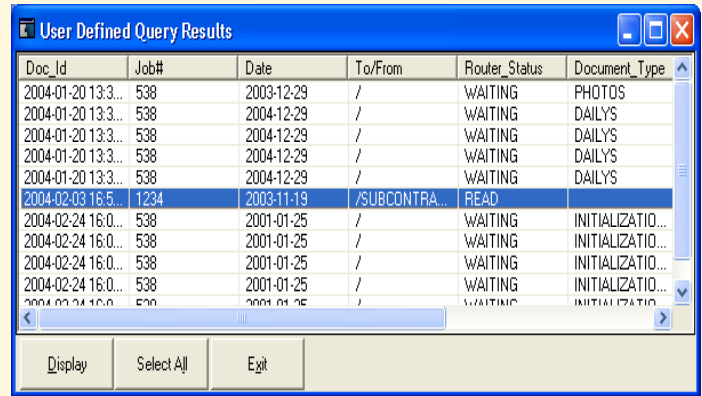 User Defined Query Results
Doc_Id Job# Date To/From Router_Status Document_Type
2004-01-20 13:3... 538 2003-12-29 / WAITING PHOTOS
2004-01-20 13:3... 538 2004-12-29 / WAITING DAILYS
2004-01-20 13:3... 538 2004-12-29 / WAITING DAILYS
2004-01-20 13:3... 538 2004-12-29 / WAITING DAILYS
2004-01-20 13:3... 538 2004-12-29 / WAITING DAILYS
2004-02-03 16:5... 1234 2003-11-19 /SUBCONTRA... READ
2004-02-24 16:0... 538 2001-01-25 / WAITING INITIALIZATIO...
2004-02-24 16:0... 538 2001-01-25 / WAITING INITIALIZATIO...
2004-02-24 16:0... 538 2001-01-25 / WAITING INITIALIZATIO...
2004-02-24 16:0... 538 2001-01-25 / WAITING INITIALIZATIO...
Display Select All Exit